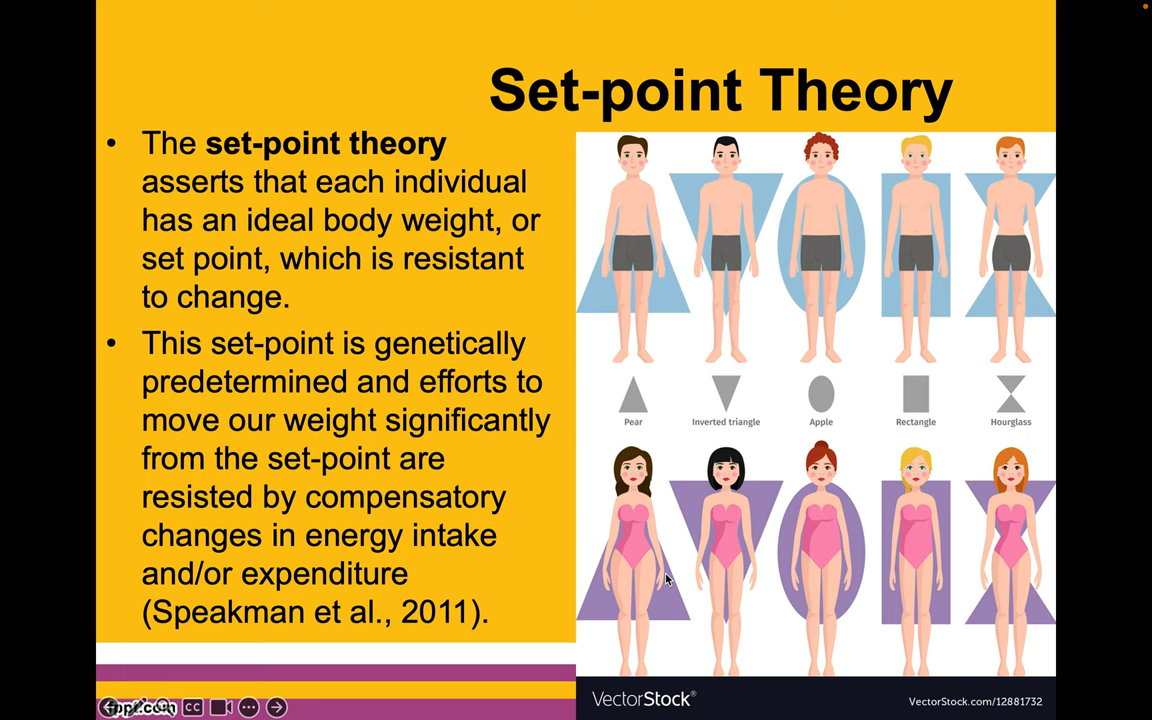 Set-point Theory
• The set-point theory
asserts that each individual
has an ideal body weight, or
set point, which is resistant
to change.
• This set-point is genetically
predetermined and efforts to
move our weight significantly
from the set-point are
resisted by compensatory
changes in energy intake
and/or expenditure
(Speakman et al., 2011).
Pear Inverted triangle Apple Rectangle Hourglass
VectorStock® VectorStock.com/12881732
fppt.com CC